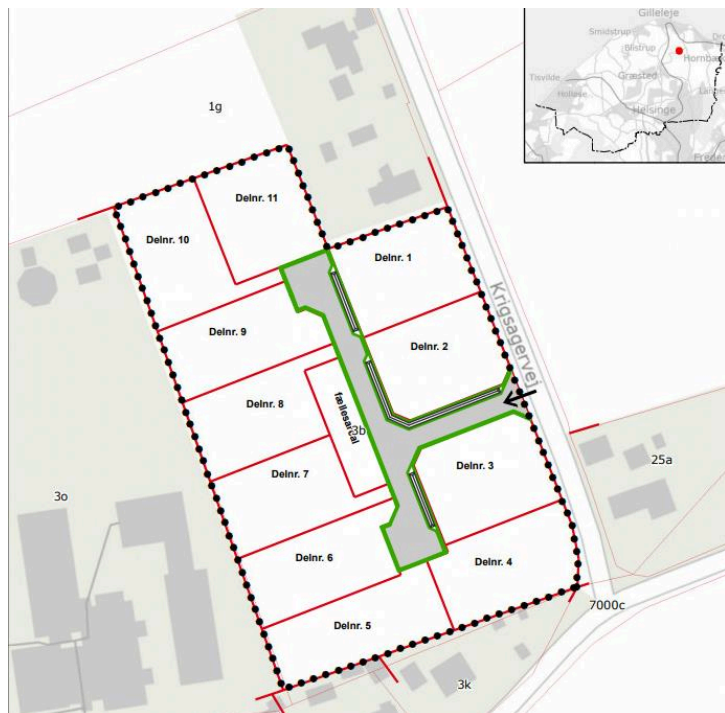 Gilleleje
Smidstrup
Blistrup
Hornbæk
Tisvilde
Græsted
Holløse
Helsinge
1g
Delnr. 11
Delnr. 10
Delnr. 1
Krigsagervej
Delnr. 9
Delnr. 2
Delnr. 8
fællesareal
3b
Delnr. 7
Delnr. 3
25a
3o
Delnr. 6
Delnr. 4
Delnr. 5
7000c
3k